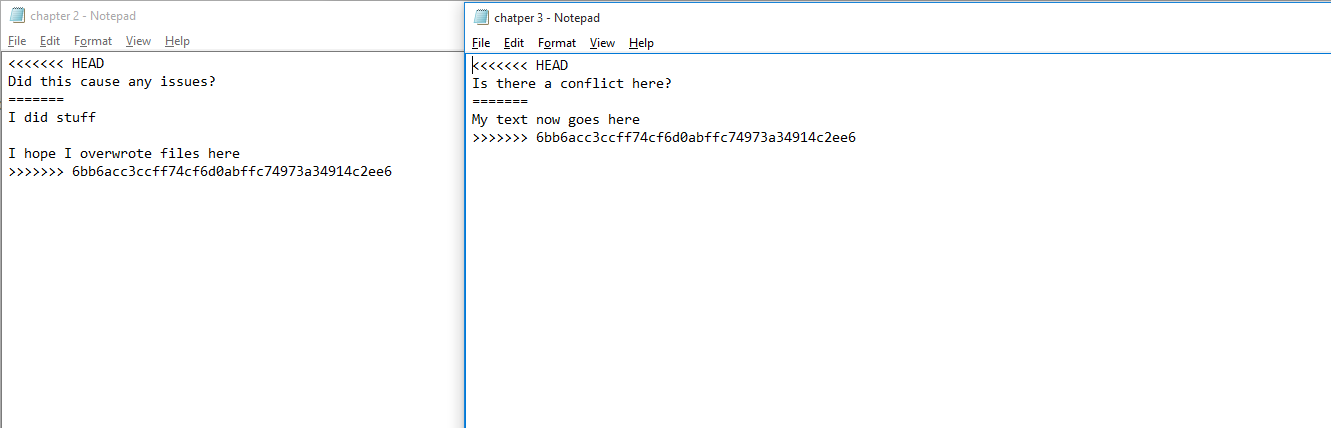 chapter 2 - Notepad
File Edit Format View Help
<<<<<<< HEAD
Did this cause any issues?
=======
I did stuff
I hope I overwrote files here
>>>>>>> 6bb6acc3ccff74cf6d0abffc74973a34914c2ee6
chatper 3 - Notepad
File Edit Format View Help
<<<<<<< HEAD
Is there a conflict here?
=======
My text now goes here
>>>>>>> 6bb6acc3ccff74cf6d0abffc74973a34914c2ee6